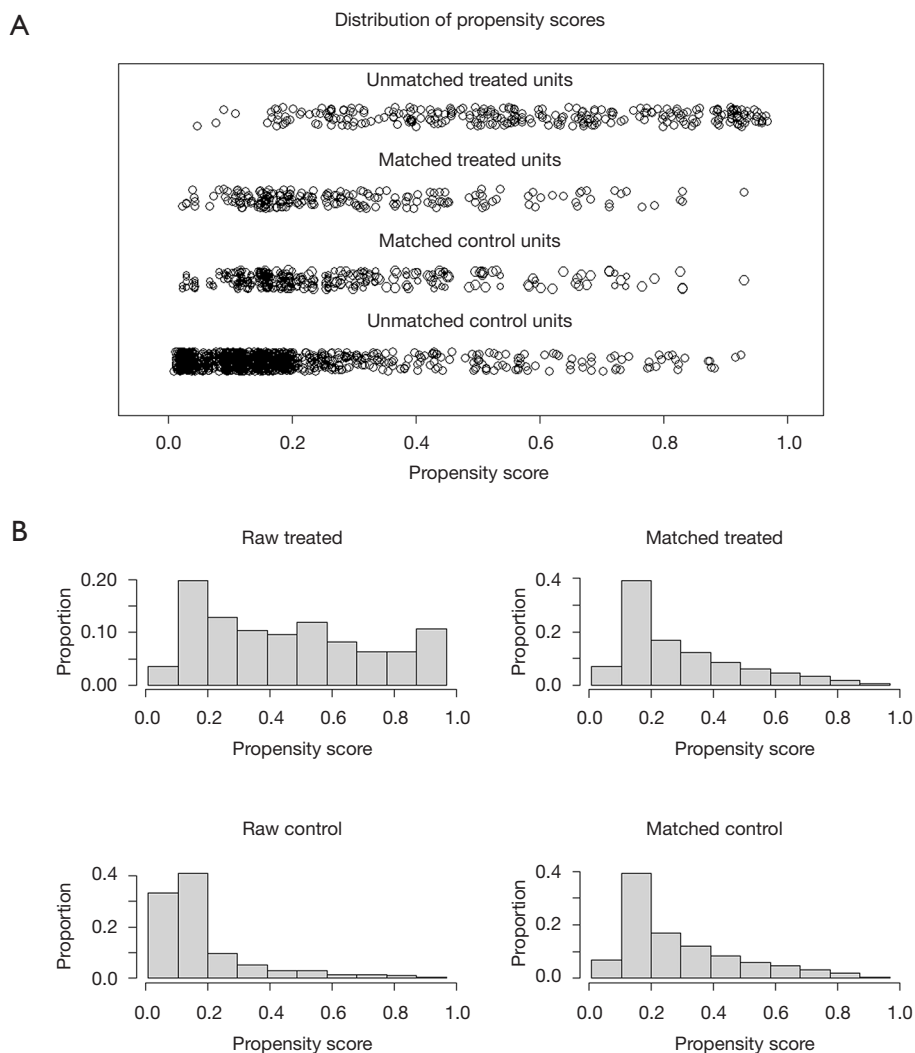 A
Distribution of propensity scores
Unmatched treated units
Matched treated units
Matched control units
Unmatched control units
0.0 0.2 0.4 0.6 0.8 1.0
Propensity score
B
Raw treated
Proportion
0.20
0.10
0.00
0.0 0.2 0.4 0.6 0.8 1.0
Propensity score
Matched treated
Proportion
0.4
0.2
0.0
0.0 0.2 0.4 0.6 0.8 1.0
Propensity score
Raw control
Proportion
0.4
0.2
0.0
0.0 0.2 0.4 0.6 0.8 1.0
Propensity score
Matched control
Proportion
0.4
0.2
0.0
0.0 0.2 0.4 0.6 0.8 1.0
Propensity score